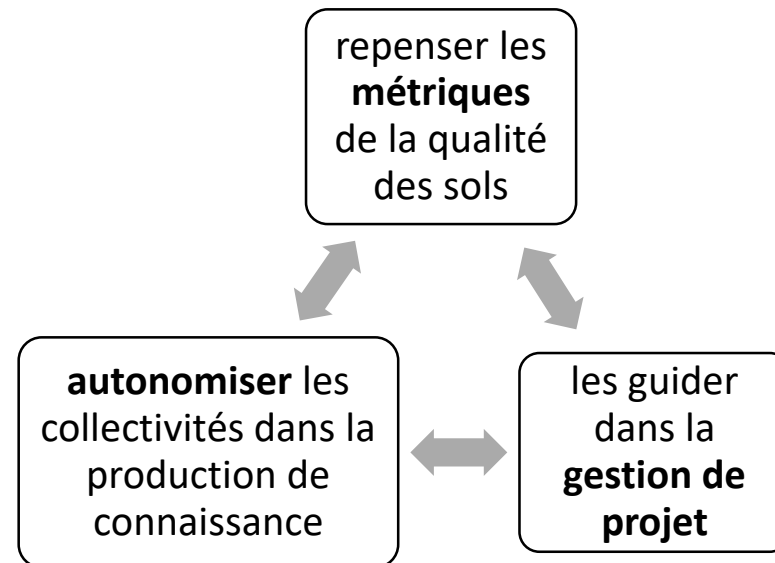 repenser les
métriques
de la qualité
des sols
autonomiser les
collectivités dans la
production de
connaissance
les guider
dans la
gestion de
projet